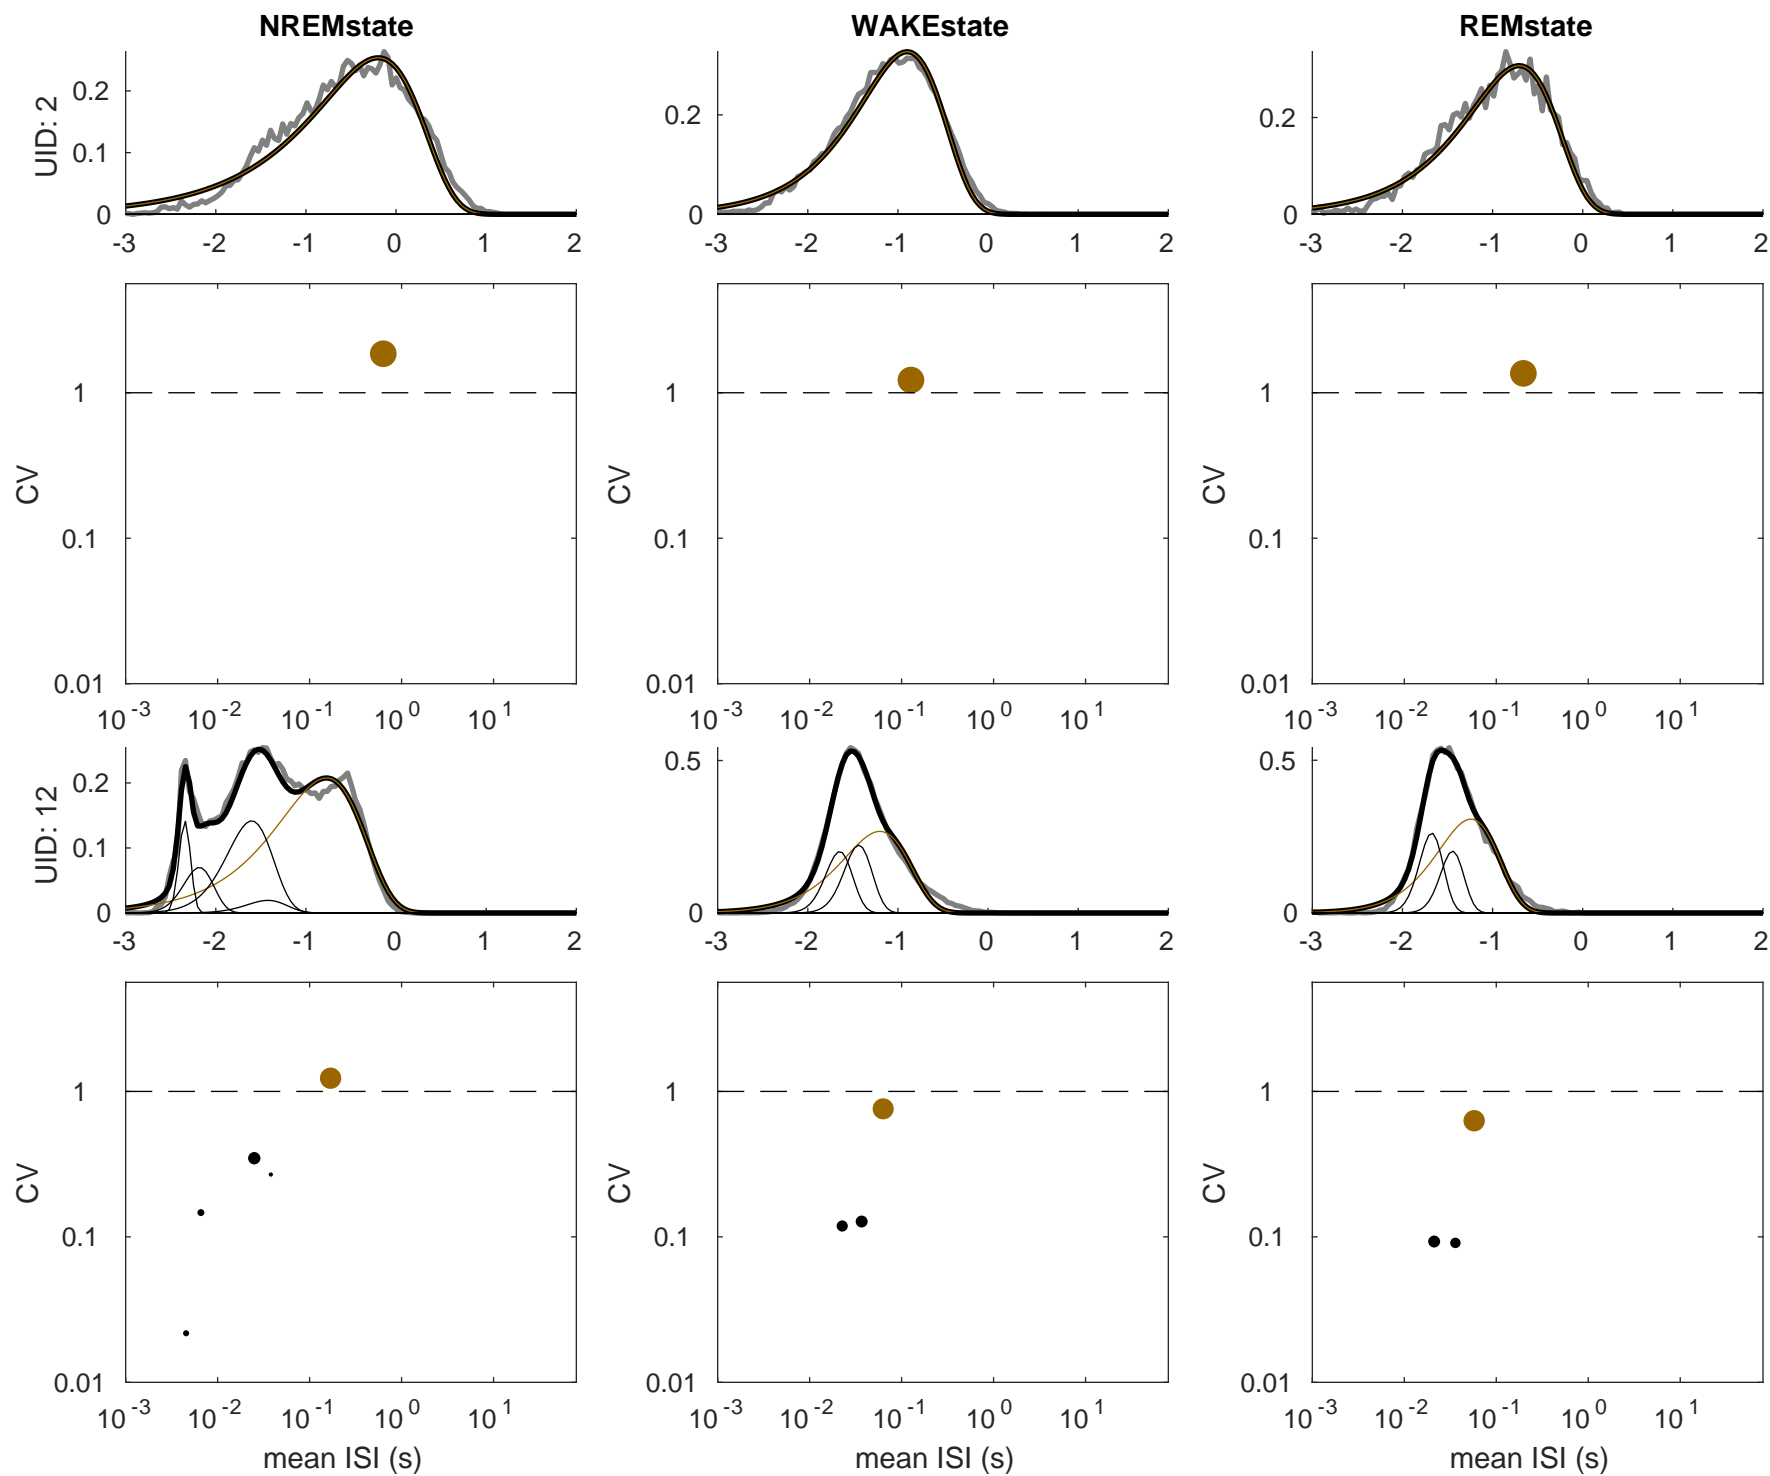 NREMstate WAKEstate REMstate
UID: 2
0.2 0.1 0
0.2 0
0.2 0
-3 -2 -1 0 1 2
-3 -2 -1 0 1 2
-3 -2 -1 0 1 2
CV 1 0.1 0.01
CV 1 0.1 0.01
CV 1 0.1 0.01
10^-3 10^-2 10^-1 10^0 10^1
10^-3 10^-2 10^-1 10^0 10^1
10^-3 10^-2 10^-1 10^0 10^1
UID: 12
0.2 0.1 0
0.5 0
0.5 0
-3 -2 -1 0 1 2
-3 -2 -1 0 1 2
-3 -2 -1 0 1 2
CV 1 0.1 0.01
CV 1 0.1 0.01
CV 1 0.1 0.01
10^-3 10^-2 10^-1 10^0 10^1
10^-3 10^-2 10^-1 10^0 10^1
10^-3 10^-2 10^-1 10^0 10^1
mean ISI (s) mean ISI (s) mean ISI (s)